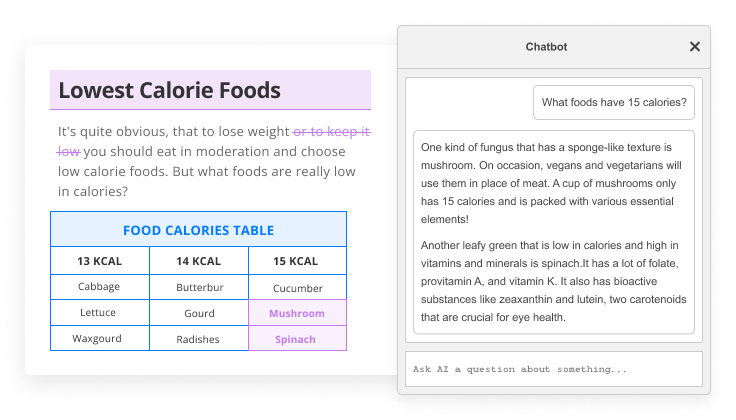 Lowest Calorie Foods
It's quite obvious, that to lose weight or to keep it
low you should eat in moderation and choose
low calorie foods. But what foods are really low
in calories?
FOOD CALORIES TABLE
13 KCAL 14 KCAL 15 KCAL
Cabbage Butterbur Cucumber
Lettuce Gourd Mushroom
Waxgourd Radishes Spinach
Chatbot
What foods have 15 calories?
One kind of fungus that has a sponge-like texture is
mushroom. On occasion, vegans and vegetarians will
use them in place of meat. A cup of mushrooms only
has 15 calories and is packed with various essential
elements!
Another leafy green that is low in calories and high in
vitamins and minerals is spinach.It has a lot of folate,
provitamin A, and vitamin K. It also has bioactive
substances like zeaxanthin and lutein, two carotenoids
that are crucial for eye health.
Ask AI a question about something...